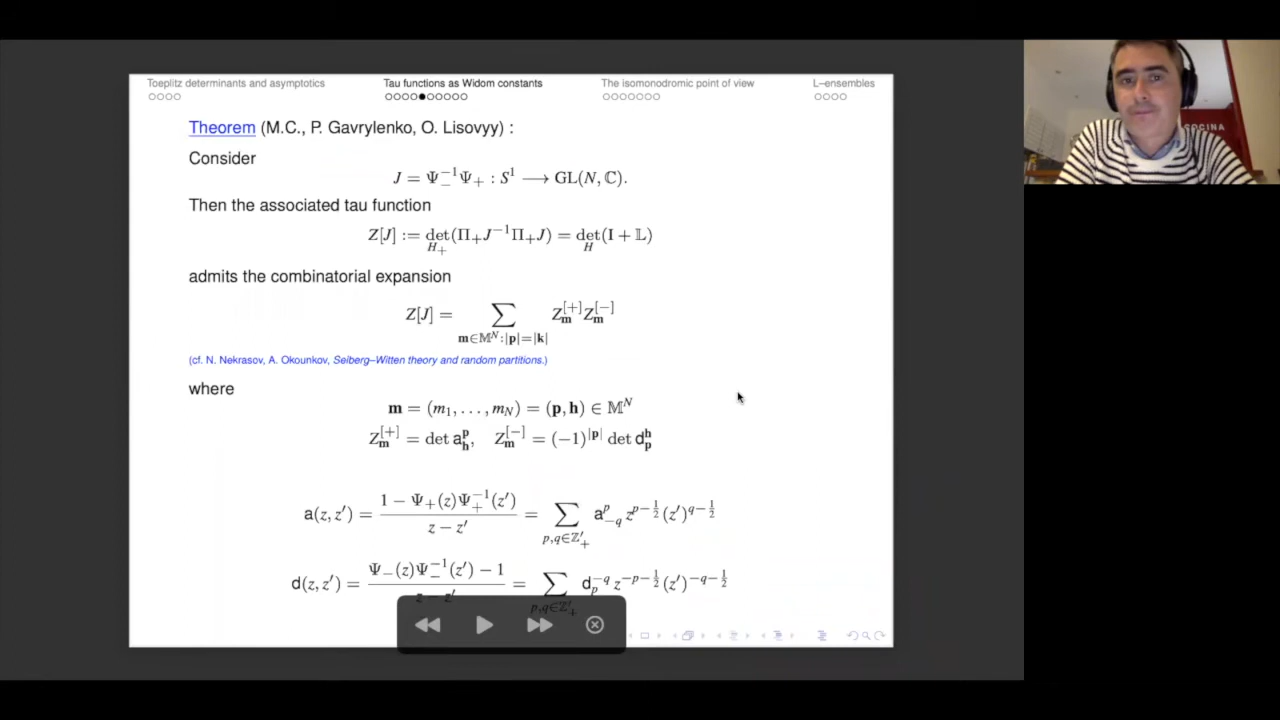 Toeplitz determinants and asymptotics Tau functions as Widom constants The isomonodromic point of view L–ensembles
Theorem (M.C., P. Gavrylenko, O. Lisovyy) :
Consider
J = Ψ₋⁻¹Ψ₊ : S¹ ⟶ GL(N, ℂ).
Then the associated tau function
Z[J] := det_{H₊}(Π₊J⁻¹Π₊J) = det_H(I + 𝕃)
admits the combinatorial expansion
Z[J] = ∑_{m∈𝕄^N:|p|=|k|} Z_m^{[+]} Z_m^{[−]}
(cf. N. Nekrasov, A. Okounkov, Seiberg–Witten theory and random partitions.)
where
m = (m₁, . . . , m_N) = (p, h) ∈ 𝕄^N
Z_m^{[+]} = det a_h^p, Z_m^{[−]} = (−1)^{|p|} det d_p^h
a(z, z′) = (1 − Ψ₊(z)Ψ₊⁻¹(z′)) / (z − z′) = ∑_{p,q∈ℤ′₊} a_{−q}^p z^{p−1/2}(z′)^{q−1/2}
d(z, z′) = (Ψ₋(z)Ψ₋⁻¹(z′) − 1) / (z − z′) = ∑_{p,q∈ℤ′₊} d_p^{−q} z^{−p−1/2}(z′)^{−q−1/2}
OCINA